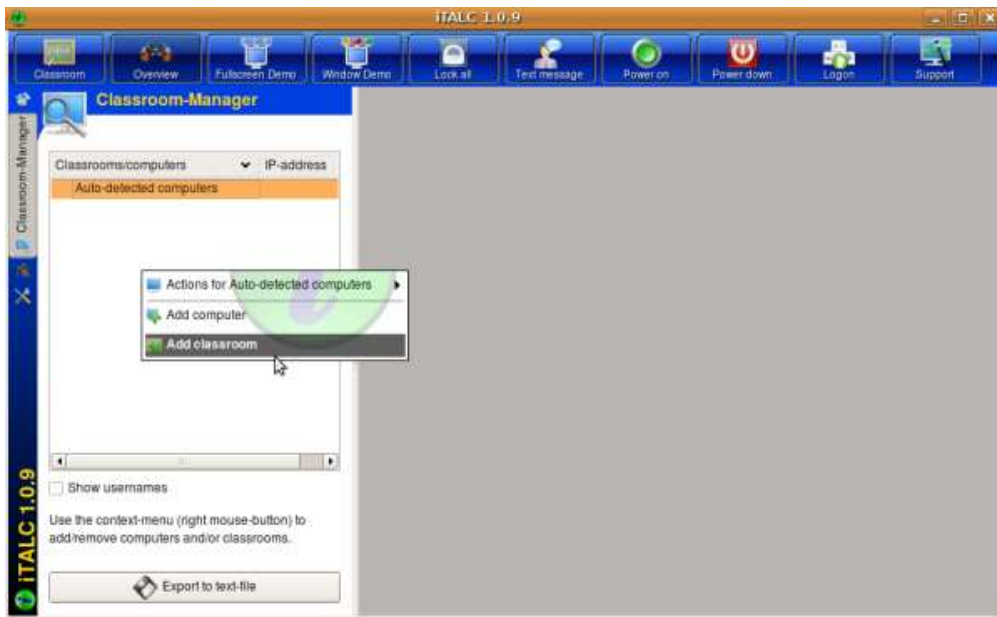 iTALC 1.0.9
Classroom Overview Fullscreen Demo Window Demo Lock all Text message Power on Power down Logon Support
Classroom-Manager
Classroom-Manager
Classrooms/computers IP-address
Auto-detected computers
Actions for Auto-detected computers
Add computer
Add classroom
Show usernames
Use the context-menu (right mouse-button) to
add/remove computers and/or classrooms.
Export to text-file
iTALC 1.0.9